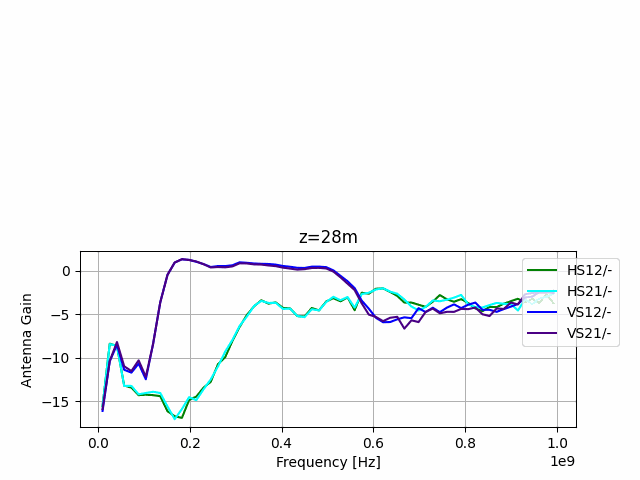 z=28m
Antenna Gain
0
−5
−10
−15
0.0
0.2
0.4
0.6
0.8
1.0
1e9
Frequency [Hz]
HS12/-
HS21/-
VS12/-
VS21/-